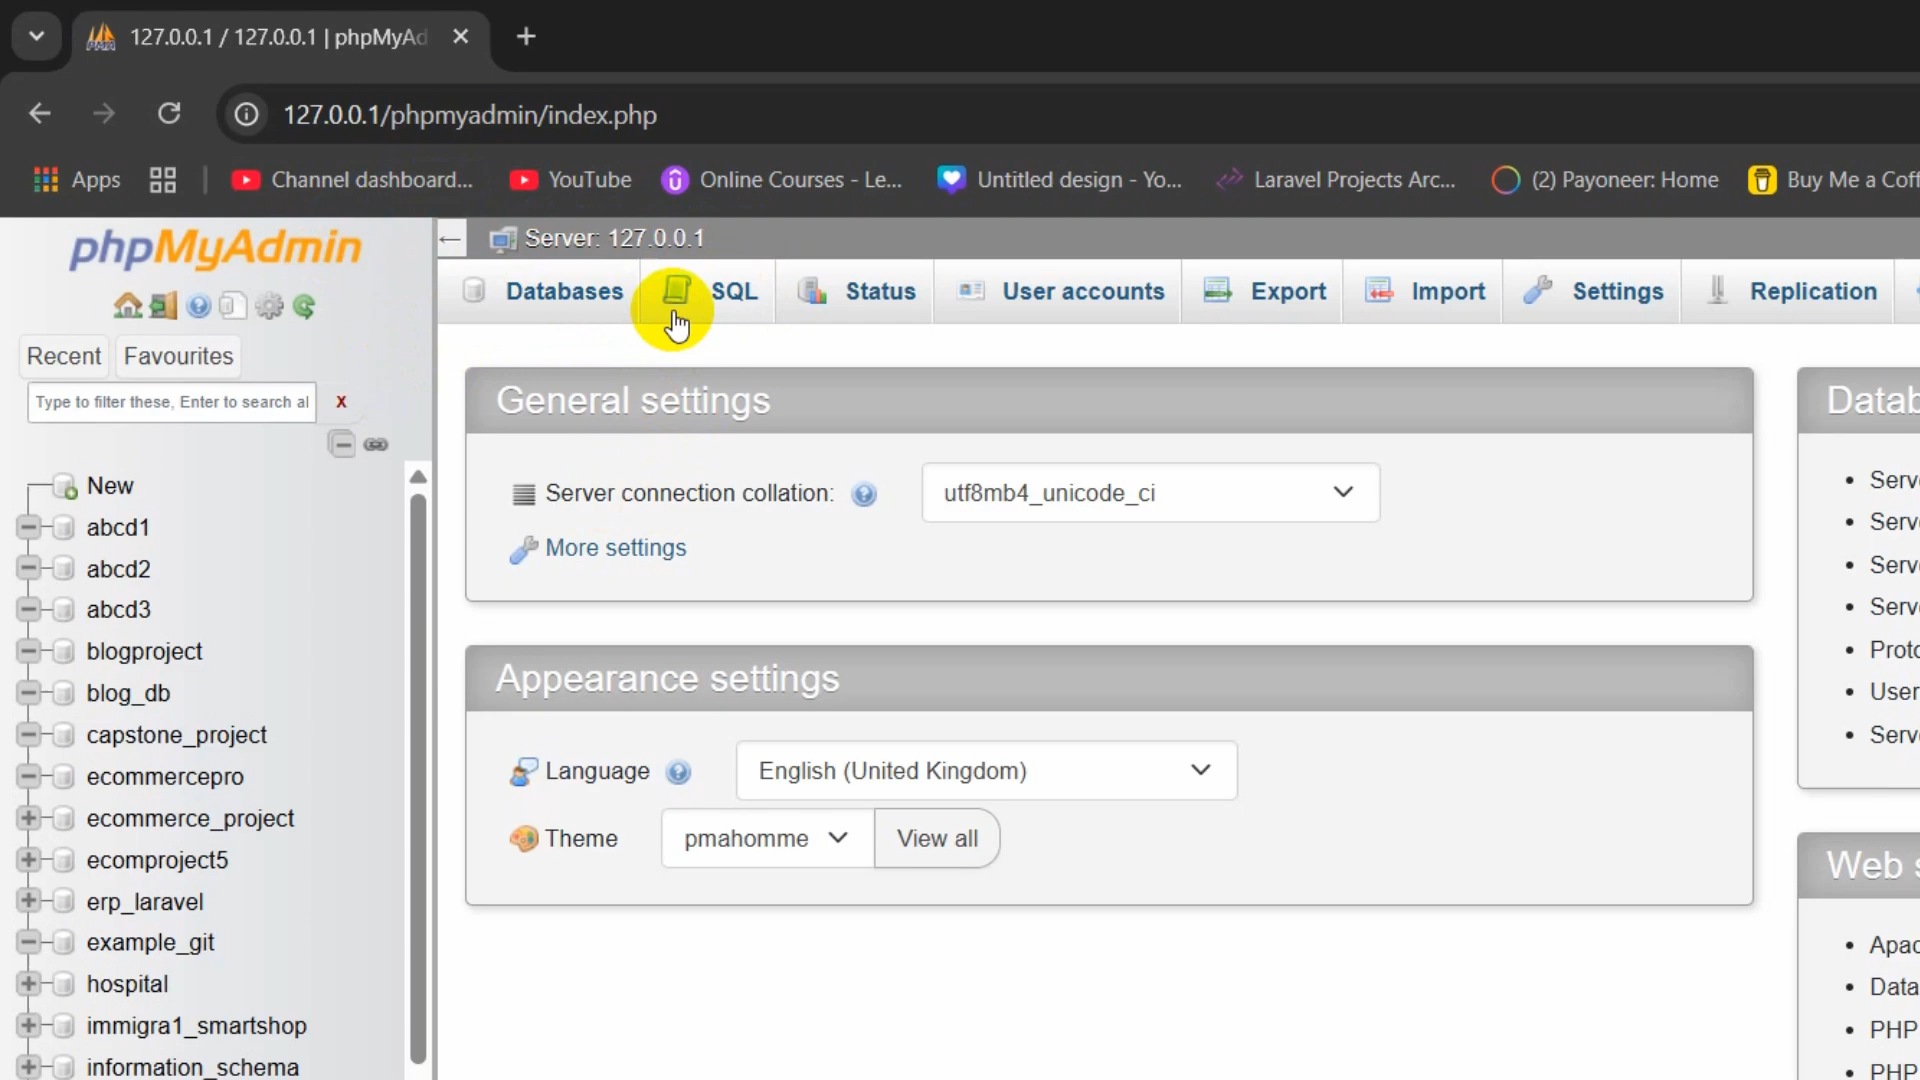 127.0.0.1 / 127.0.0.1 | phpMyAd
127.0.0.1/phpmyadmin/index.php
Apps
Channel dashboard...
YouTube
Online Courses - Le...
Untitled design - Yo...
Laravel Projects Arc...
(2) Payoneer: Home
Buy Me a Coff
phpMyAdmin
Recent
Favourites
Type to filter these, Enter to search al
X
New
abcd1
abcd2
abcd3
blogproject
blog_db
capstone_project
ecommercepro
ecommerce_project
ecomproject5
erp_laravel
example_git
hospital
immigra1_smartshop
information_schema
Server: 127.0.0.1
Databases
SQL
Status
User accounts
Export
Import
Settings
Replication
General settings
Server connection collation:
utf8mb4_unicode_ci
More settings
Appearance settings
Language
English (United Kingdom)
Theme
pmahomme
View all
Datab
Serve
Serve
Serve
Serve
Proto
User
Serve
Web s
Apac
Data
PHP
PHP